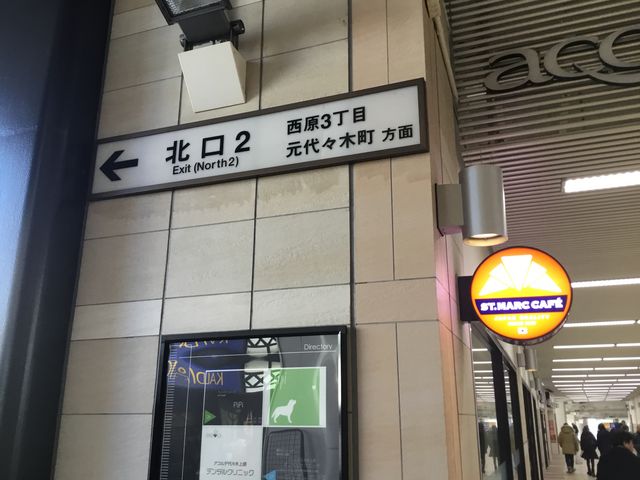 acco
北口2
Exit (North2)
西原3丁目
元代々木町 方面
ST.MARC CAFÉ
Directory
アコルデ代々木上原
デンタルクリニック